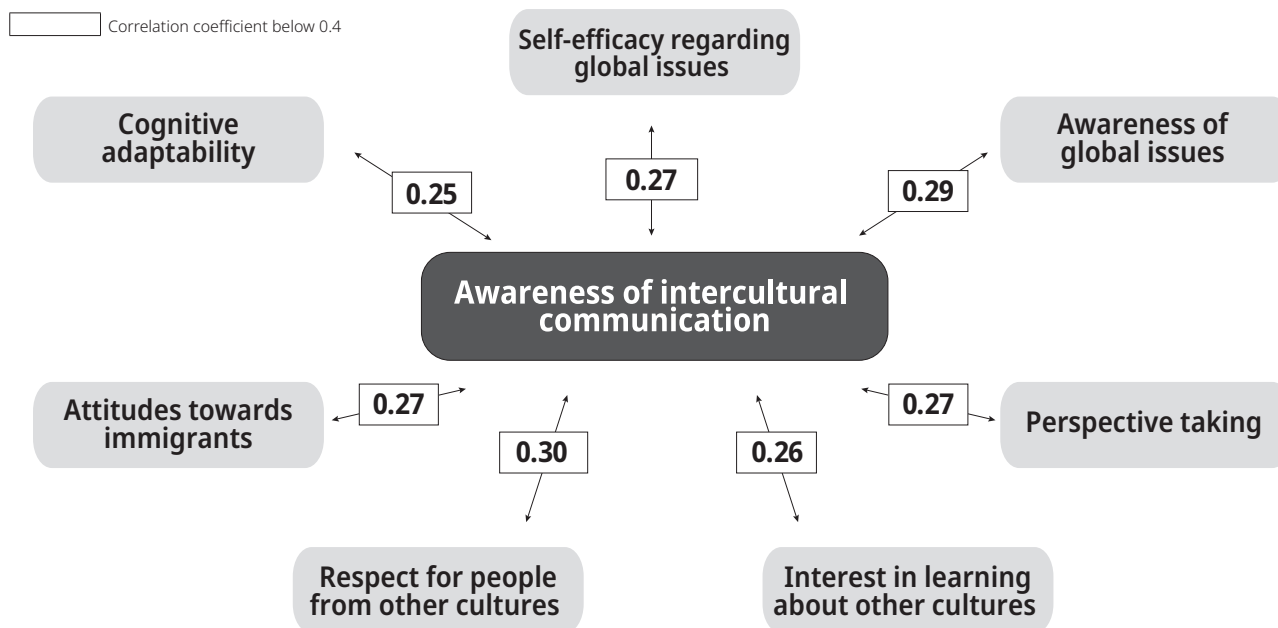 Correlation coefficient below 0.4
Self-efficacy regarding
global issues
Cognitive
adaptability
Awareness of
global issues
0.25
0.27
0.29
Awareness of intercultural
communication
Attitudes towards
immigrants
0.27
0.30
0.26
0.27
Perspective taking
Respect for people
from other cultures
Interest in learning
about other cultures